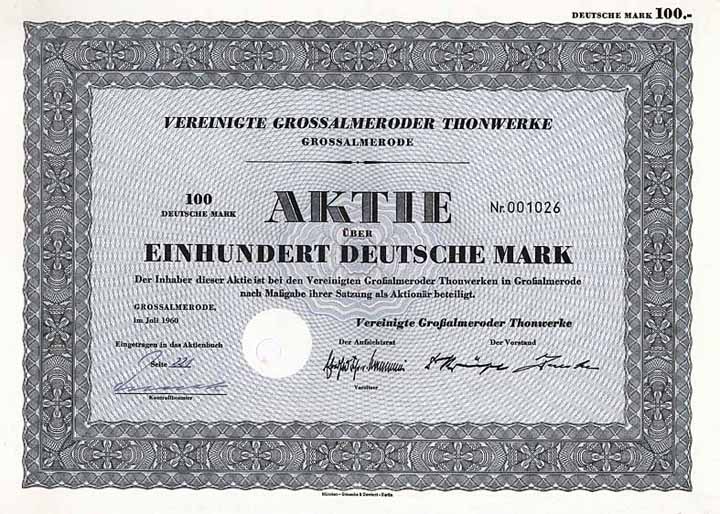 DEUTSCHE MARK 100.-
VEREINIGTE GROSSALMERODER THONWERKE
GROSSALMERODE
100
DEUTSCHE MARK
AKTIE
Nr. 001026
ÜBER
EINHUNDERT DEUTSCHE MARK
Der Inhaber dieser Aktie ist bei den Vereinigten Großalmeroder Thonwerken in Großalmerode
nach Maßgabe ihrer Satzung als Aktionär beteiligt.
GROSSALMERODE,
im Juli 1960
Vereinigte Großalmeroder Thonwerke
Eingetragen in das Aktienbuch
Der Aufsichtsrat
Der Vorstand
Seite
Vorsitzer
Kontrollbeamter